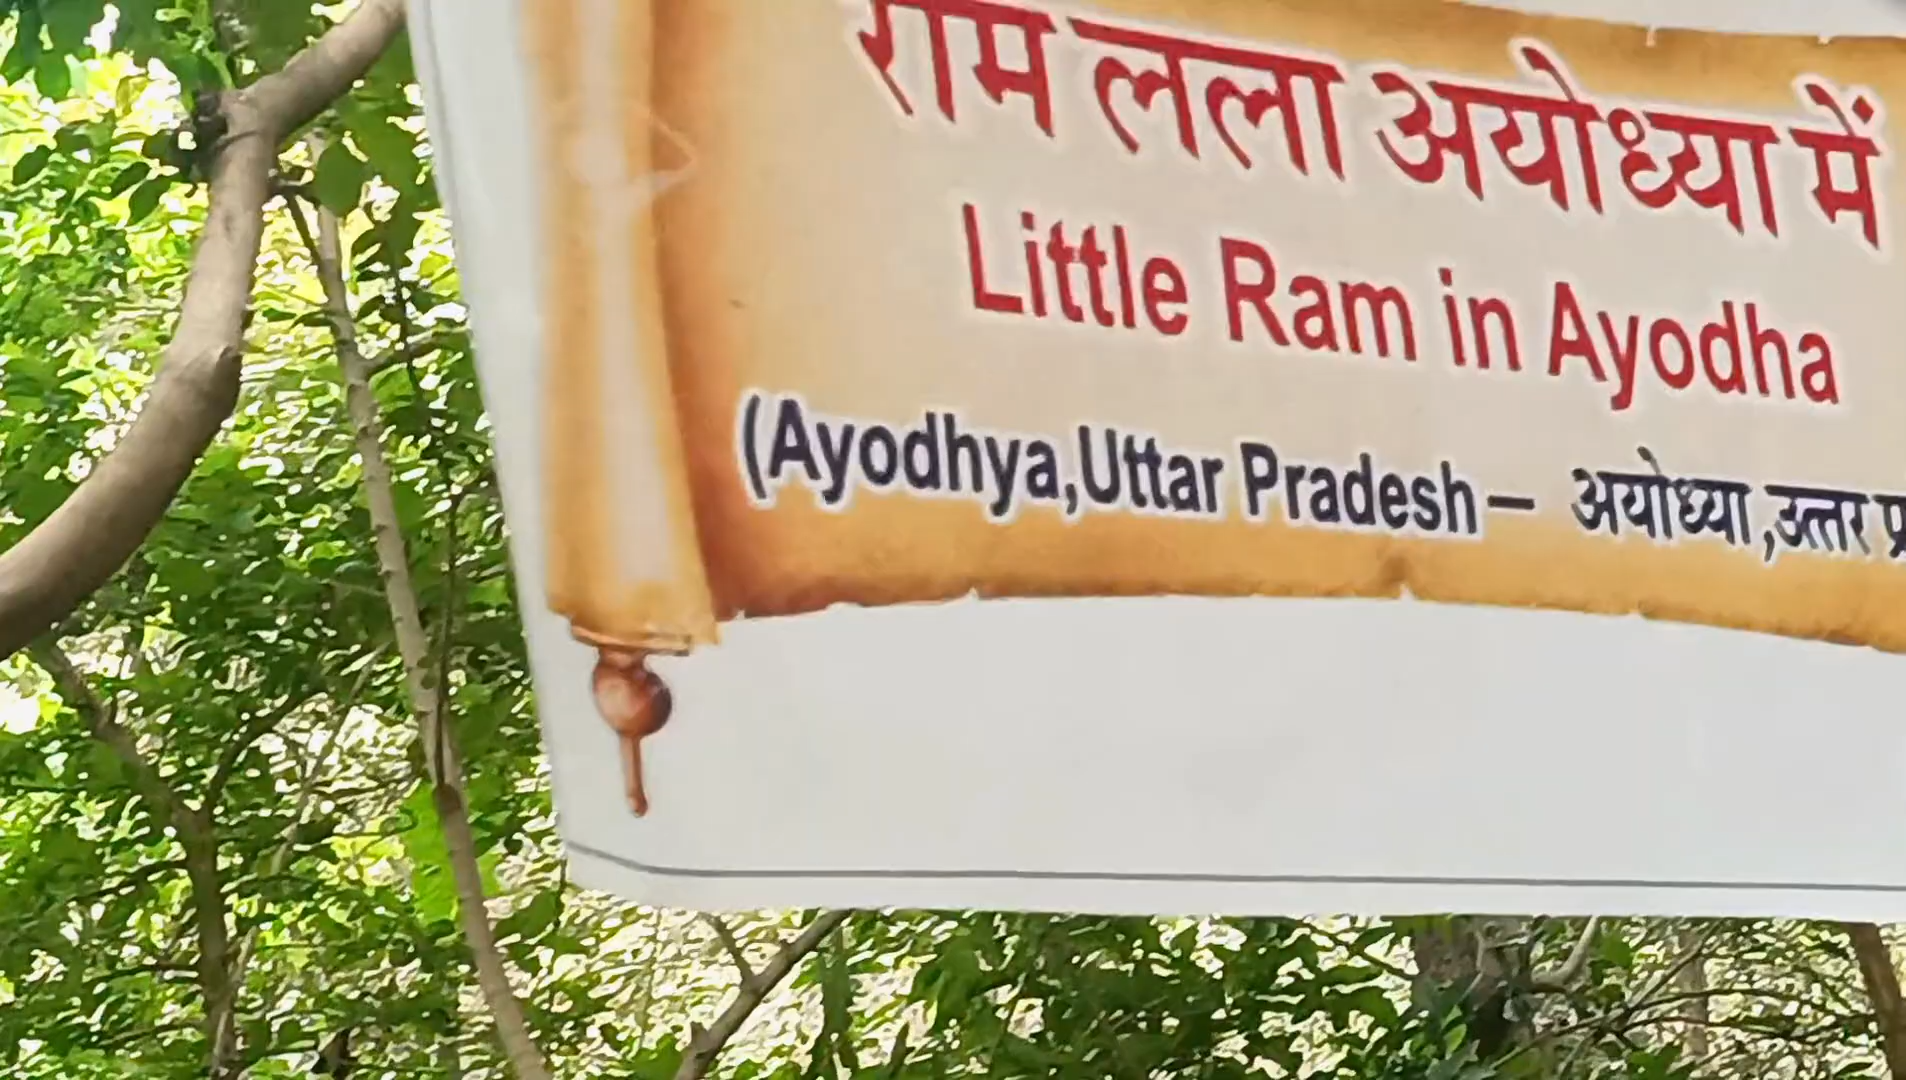 राम लला अयोध्या में
Little Ram in Ayodha
(Ayodhya,Uttar Pradesh – अयोध्या,उत्तर